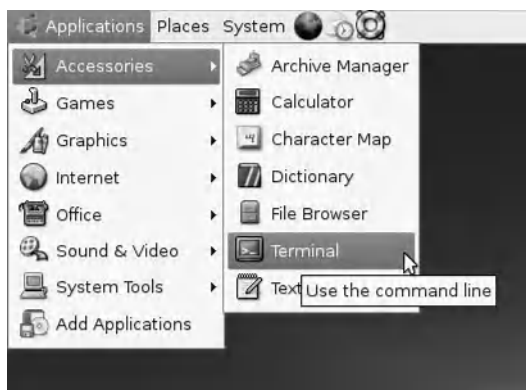 Applications Places System
Accessories
Games
Graphics
Internet
Office
Sound & Video
System Tools
Add Applications
Archive Manager
Calculator
Character Map
Dictionary
File Browser
Terminal
Text
Use the command line